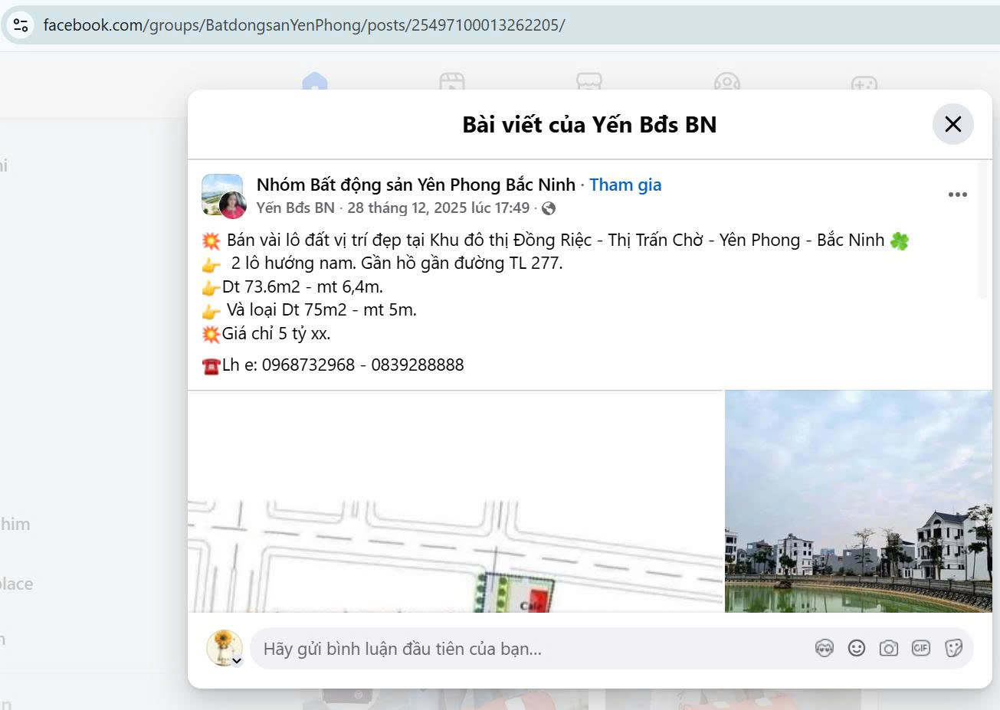 facebook.com/groups/BatdongsanYenPhong/posts/25497100013262205/
Bài viết của Yến Bđs BN
Nhóm Bất động sản Yên Phong Bắc Ninh · Tham gia
Yến Bđs BN · 28 tháng 12, 2025 lúc 17:49 ·
💥 Bán vài lô đất vị trí đẹp tại Khu đô thị Đồng Riệc - Thị Trấn Chờ - Yên Phong - Bắc Ninh 🍀
👉 2 lô hướng nam. Gần hồ gần đường TL 277.
👉Dt 73.6m2 - mt 6,4m.
👉 Và loại Dt 75m2 - mt 5m.
💥Giá chỉ 5 tỷ xx.
☎️Lh e: 0968732968 - 0839288888
Hãy gửi bình luận đầu tiên của bạn...
GIF